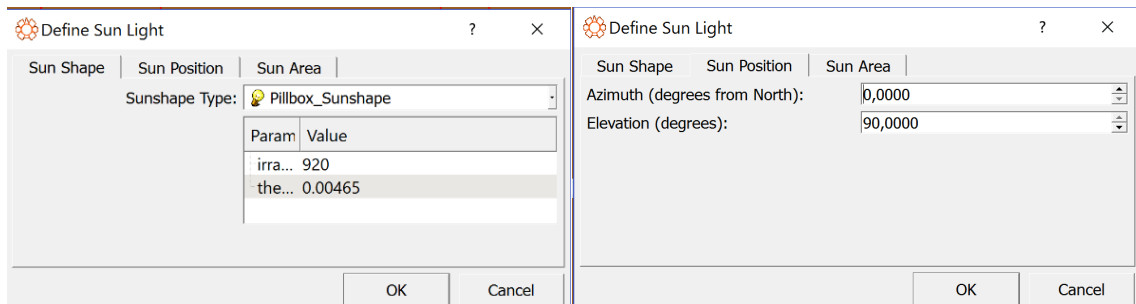 Define Sun Light ? ×
Sun Shape Sun Position Sun Area
Sunshape Type: Pillbox_Sunshape
Param Value
irra... 920
the... 0.00465
OK Cancel
Define Sun Light ? ×
Sun Shape Sun Position Sun Area
Azimuth (degrees from North): 0,0000
Elevation (degrees): 90,0000
OK Cancel